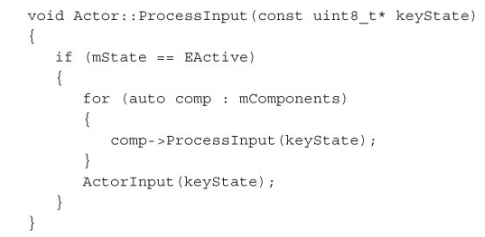 void Actor::ProcessInput(const uint8_t* keyState)
{
   if (mState == EActive)
   {
      for (auto comp : mComponents)
      {
         comp->ProcessInput(keyState);
      }
      ActorInput(keyState);
   }
}